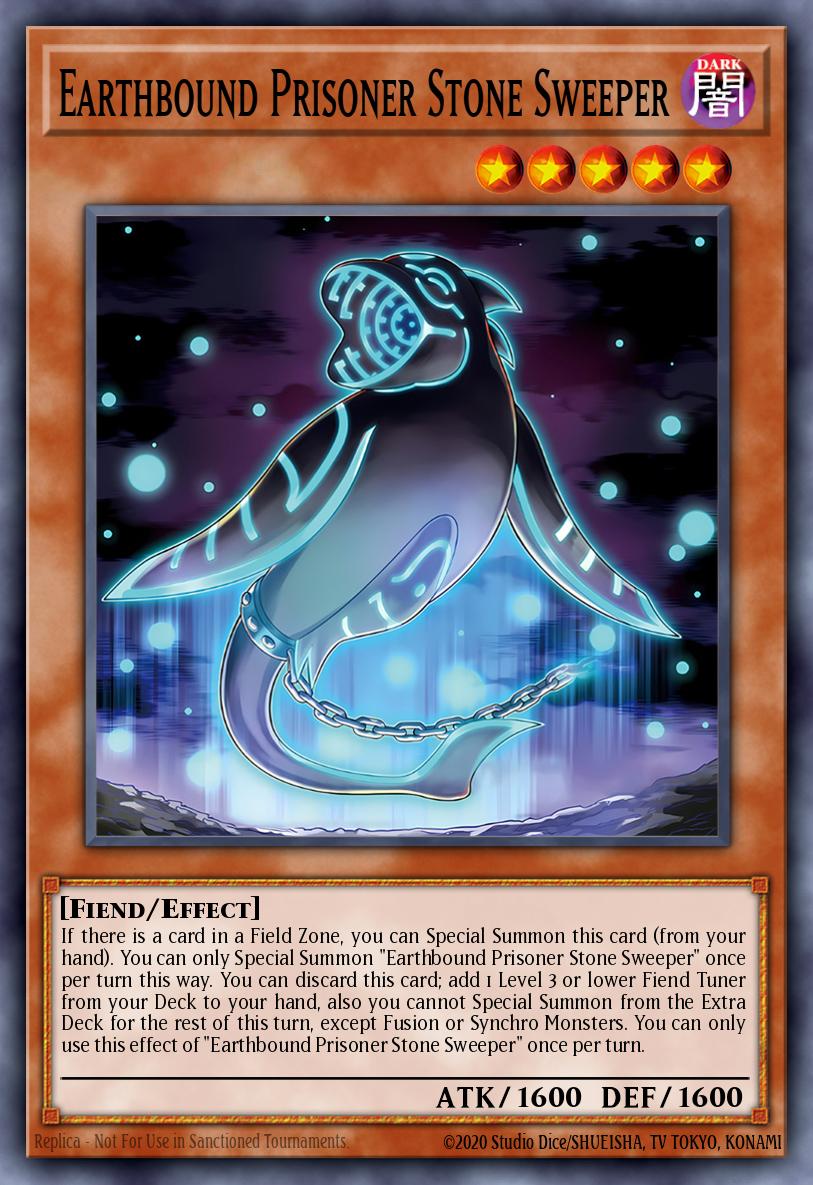 Earthbound Prisoner Stone Sweeper
DARK
闇
[Fiend/Effect]
If there is a card in a Field Zone, you can Special Summon this card (from your
hand). You can only Special Summon "Earthbound Prisoner Stone Sweeper" once
per turn this way. You can discard this card; add 1 Level 3 or lower Fiend Tuner
from your Deck to your hand, also you cannot Special Summon from the Extra
Deck for the rest of this turn, except Fusion or Synchro Monsters. You can only
use this effect of "Earthbound Prisoner Stone Sweeper" once per turn.
ATK/1600 DEF/1600
Replica - Not For Use in Sanctioned Tournaments.
©2020 Studio Dice/SHUEISHA, TV TOKYO, KONAMI